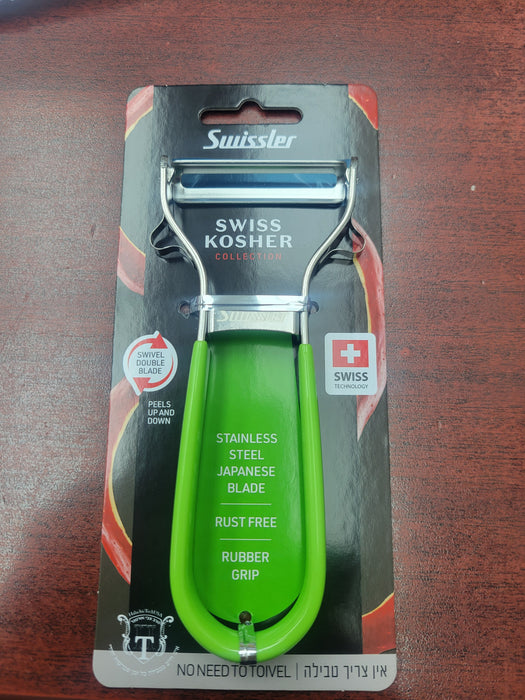 Swissler
SWISS
KOSHER
COLLECTION
Swissler
SWIVEL
DOUBLE
BLADE
PEELS
UP AND
DOWN
SWISS
TECHNOLOGY
STAINLESS
STEEL
JAPANESE
BLADE
RUST FREE
RUBBER
GRIP
HalachaTechUSA
T
NO NEED TO TOIVEL | אין צריך טבילה